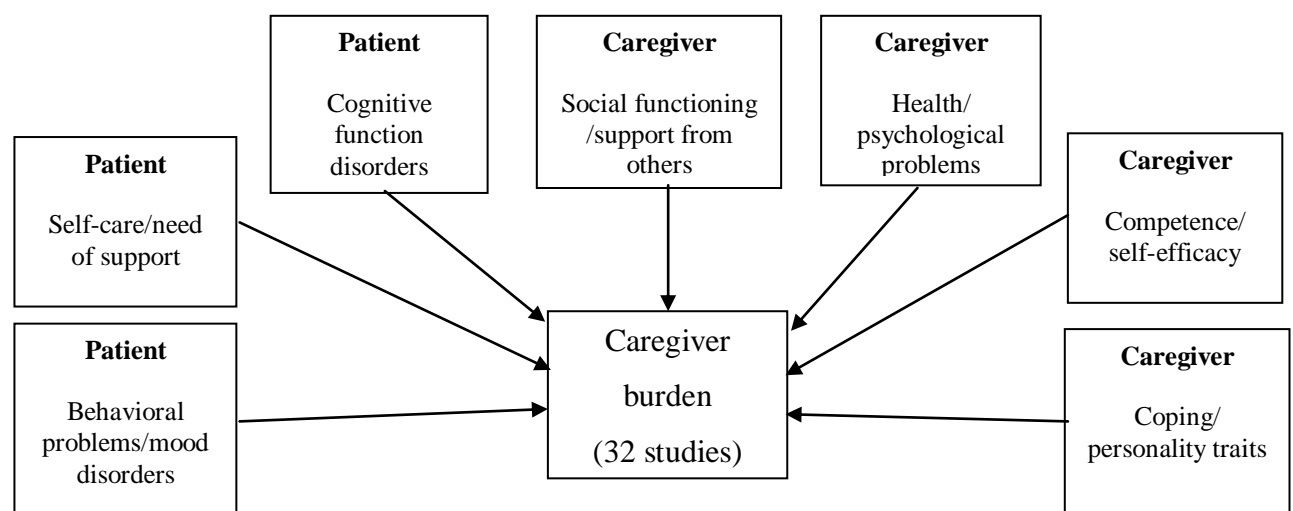 Patient
Cognitive
function
disorders
Caregiver
Social functioning
/support from
others
Caregiver
Health/
psychological
problems
Patient
Self-care/need
of support
Caregiver
Competence/
self-efficacy
Patient
Behavioral
problems/mood
disorders
Caregiver
burden
(32 studies)
Caregiver
Coping/
personality traits